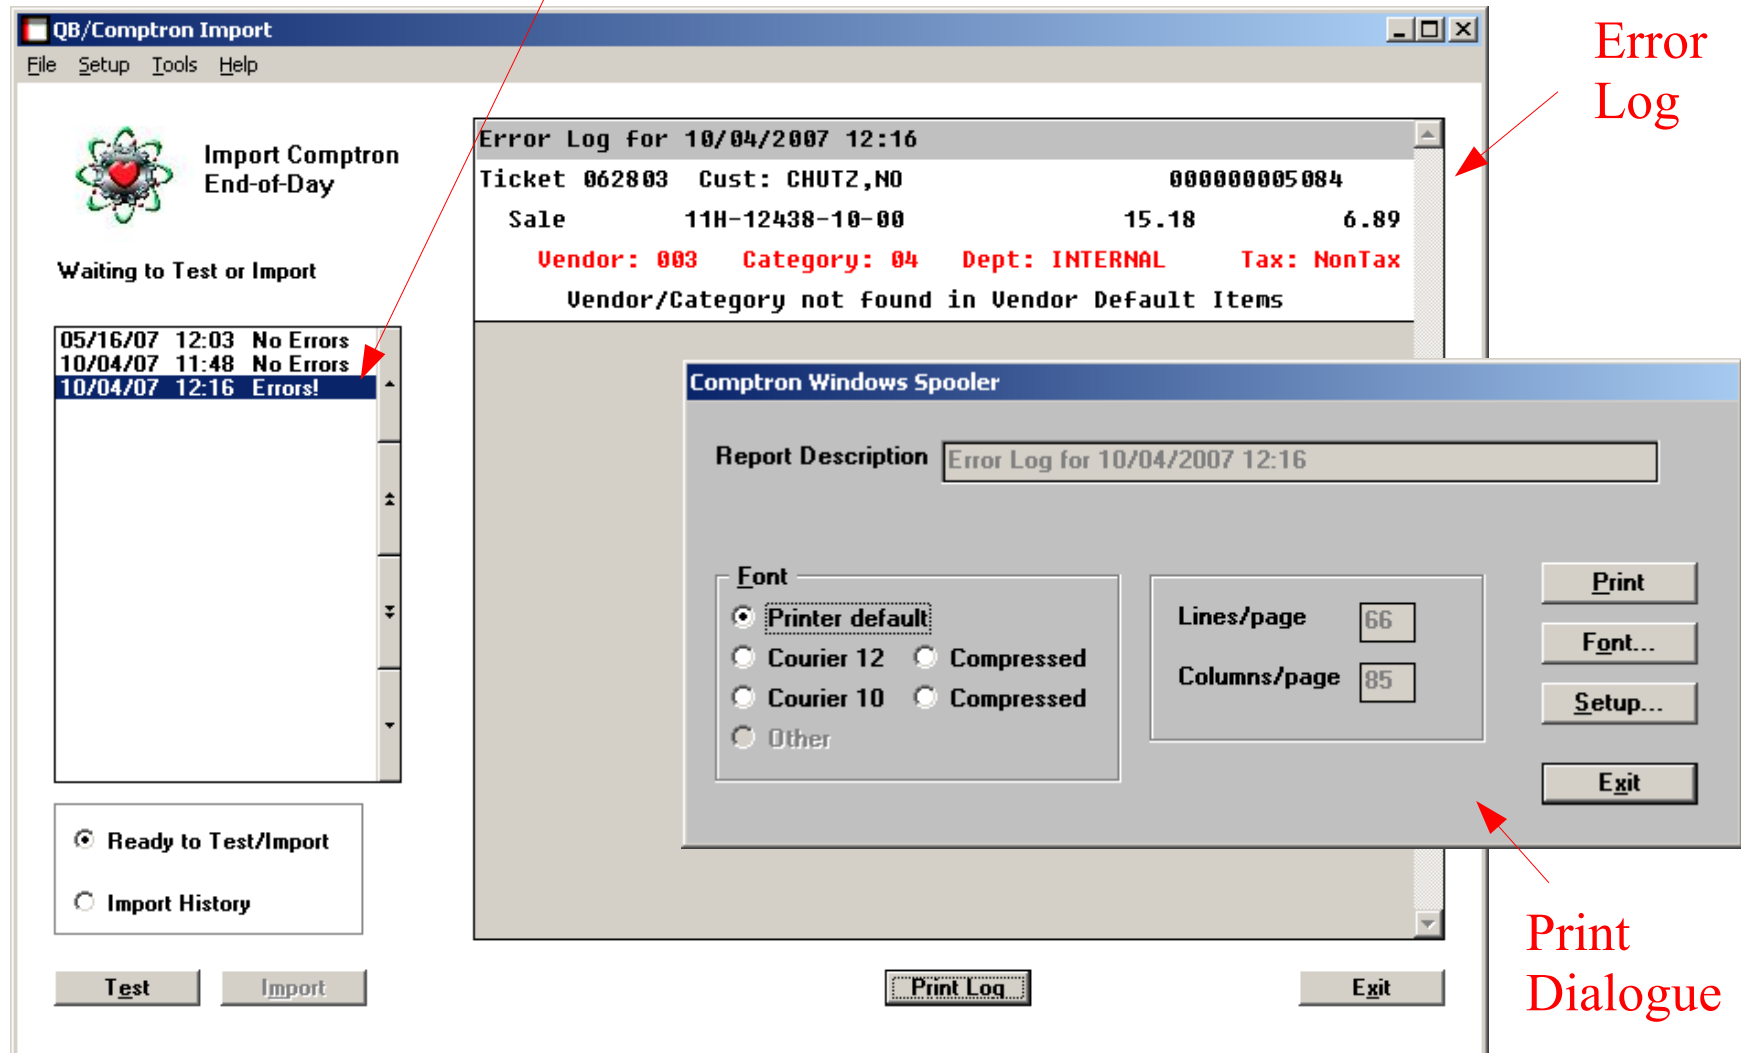 QB/Comptron Import
File Setup Tools Help
Error
Log
Import Comptron
End-of-Day
Waiting to Test or Import
05/16/07 12:03 No Errors
10/04/07 11:48 No Errors
10/04/07 12:16 Errors!
Ready to Test/Import
Import History
Test Import
Error Log for 10/04/2007 12:16
Ticket 062803 Cust: CHUTZ,NO 000000005084
Sale 11H-12438-10-00 15.18 6.89
Vendor: 003 Category: 04 Dept: INTERNAL Tax: NonTax
Vendor/Category not found in Vendor Default Items
Comptron Windows Spooler
Report Description Error Log for 10/04/2007 12:16
Font
Printer default
Courier 12 Compressed
Courier 10 Compressed
Other
Lines/page 66
Columns/page 85
Print
Font...
Setup...
Exit
Print Log Exit
Print
Dialogue